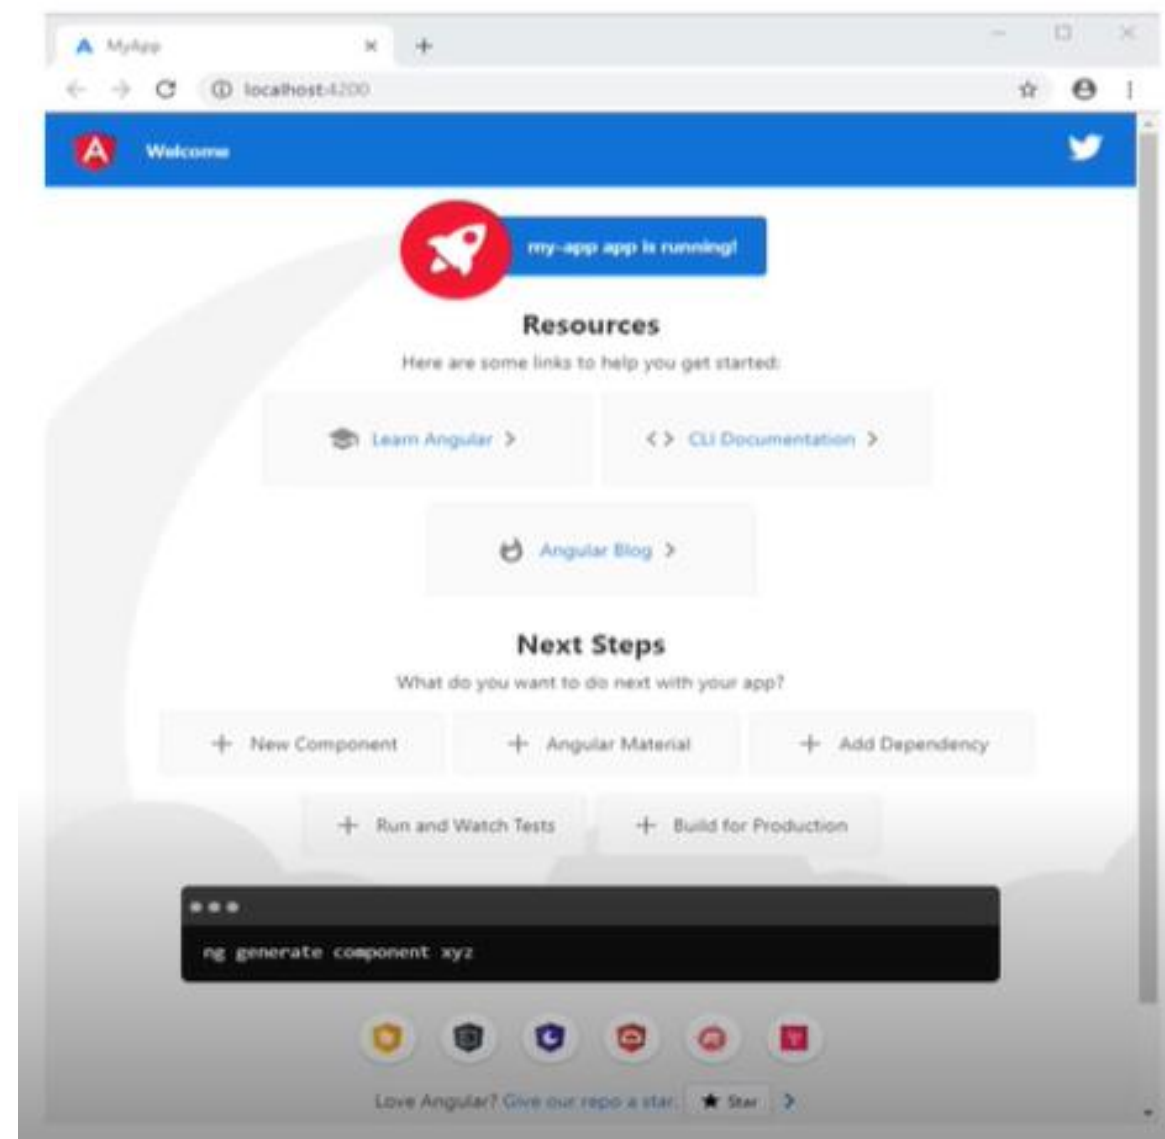 MyApp
localhost:4200
Welcome
my-app app is running!
Resources
Here are some links to help you get started:
Learn Angular
CLI Documentation
Angular Blog
Next Steps
What do you want to do next with your app?
New Component
Angular Material
Add Dependency
Run and Watch Tests
Build for Production
ng generate component xyz
Love Angular? Give our repo a star. Star